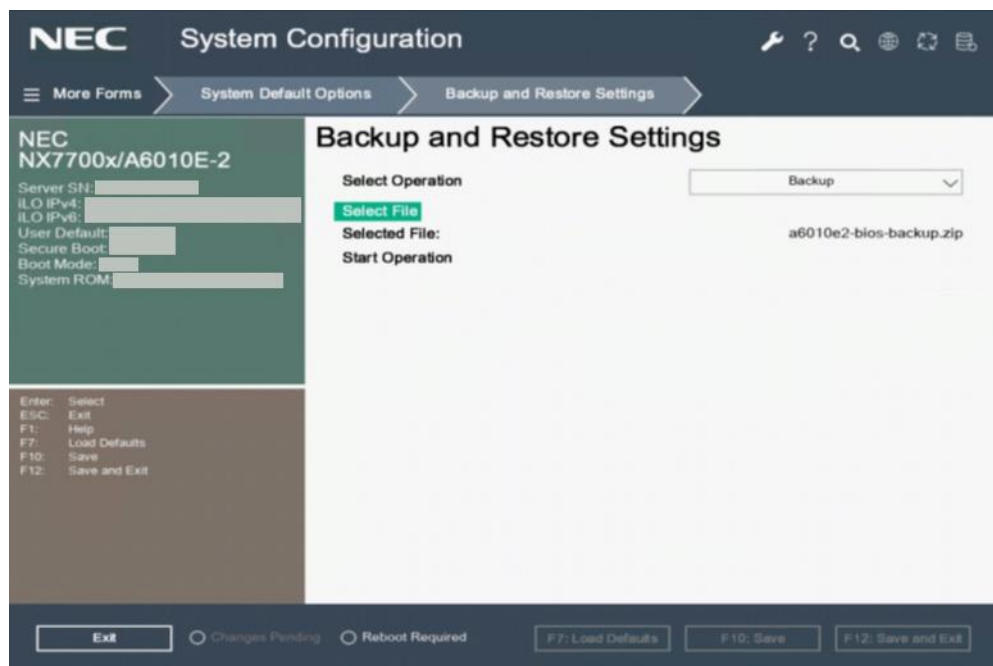 NEC System Configuration
?
More Forms System Default Options Backup and Restore Settings
NEC
NX7700x/A6010E-2
Server SN:
iLO IPv4:
iLO IPv6:
User Default:
Secure Boot:
Boot Mode:
System ROM:
Backup and Restore Settings
Select Operation Backup
Select File
Selected File: a6010e2-bios-backup.zip
Start Operation
Enter: Select
ESC: Exit
F1: Help
F7: Load Defaults
F10: Save
F12: Save and Exit
Exit Changes Pending Reboot Required F7: Load Defaults F10: Save F12: Save and Exit